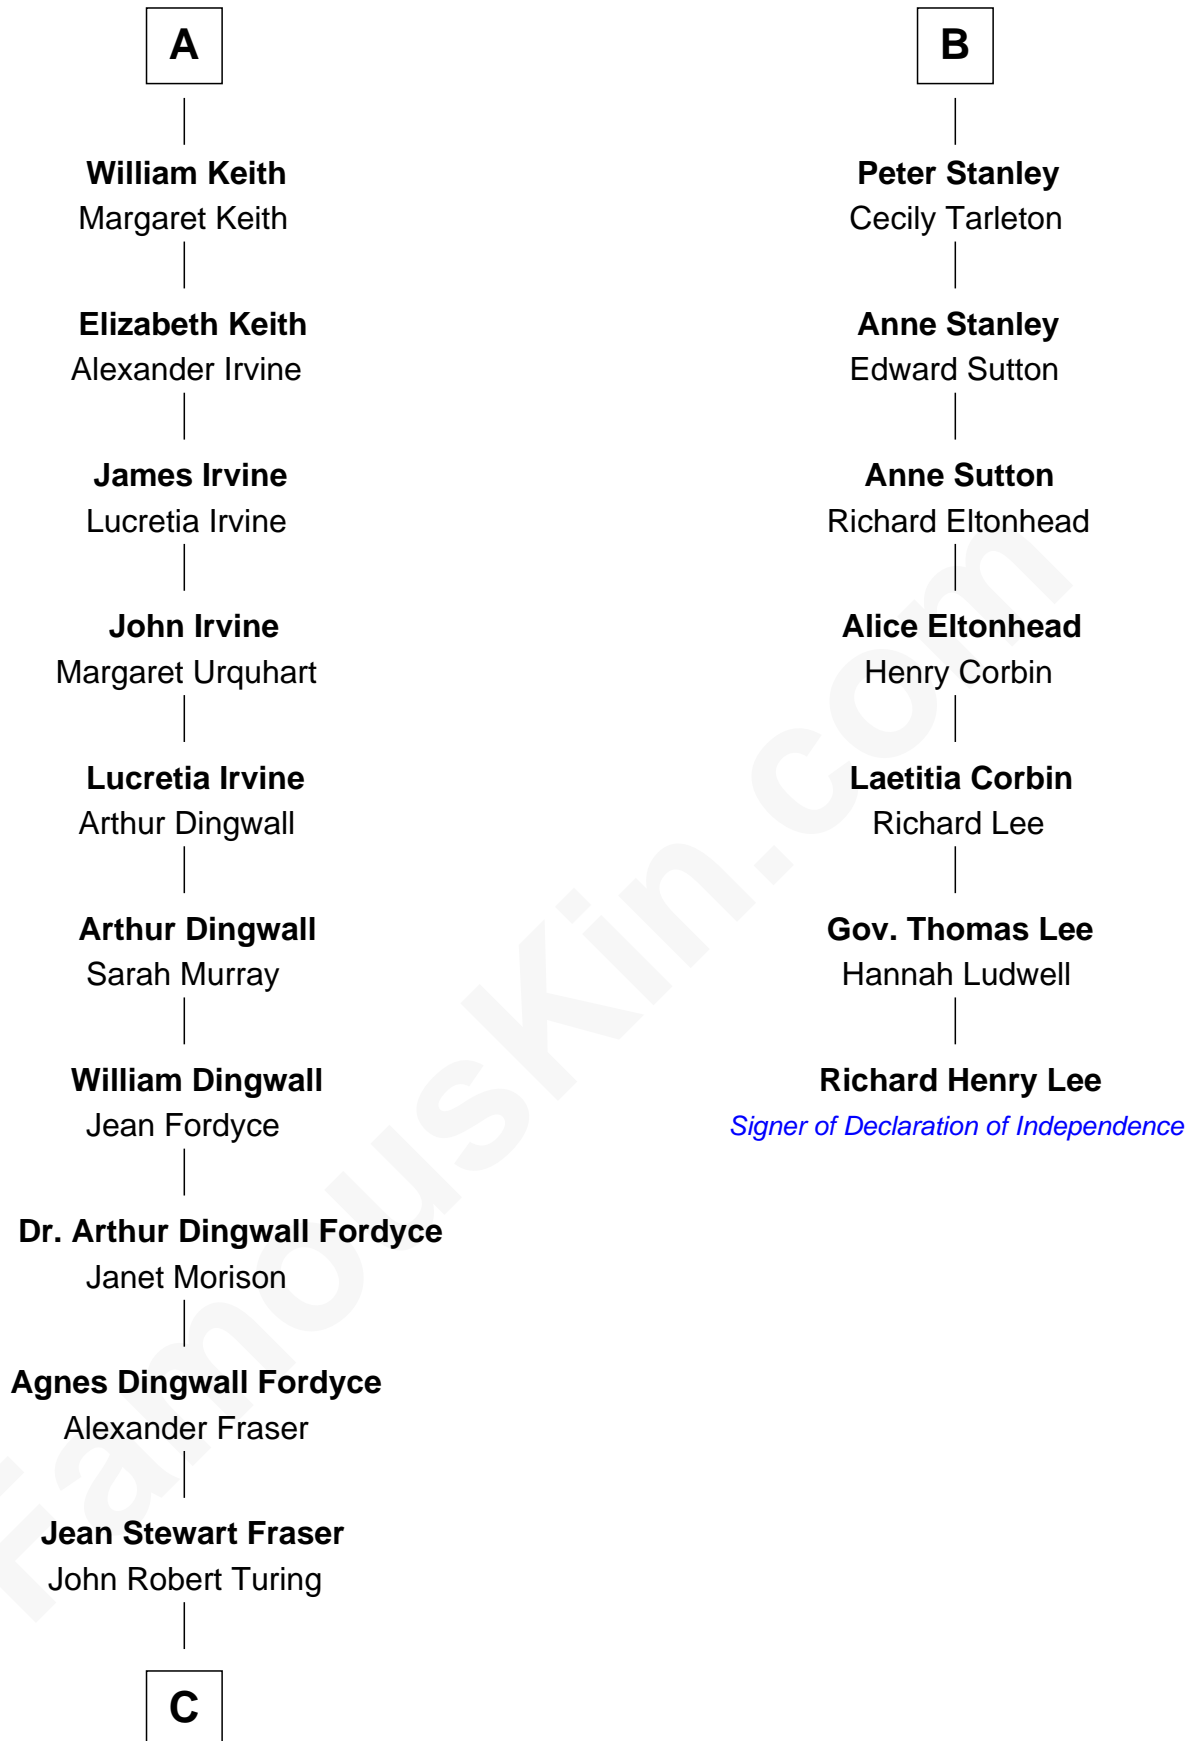 A
William Keith
Margaret Keith
Elizabeth Keith
Alexander Irvine
James Irvine
Lucretia Irvine
John Irvine
Margaret Urquhart
Lucretia Irvine
Arthur Dingwall
Arthur Dingwall
Sarah Murray
William Dingwall
Jean Fordyce
Dr. Arthur Dingwall Fordyce
Janet Morison
Agnes Dingwall Fordyce
Alexander Fraser
Jean Stewart Fraser
John Robert Turing
C
B
Peter Stanley
Cecily Tarleton
Anne Stanley
Edward Sutton
Anne Sutton
Richard Eltonhead
Alice Eltonhead
Henry Corbin
Laetitia Corbin
Richard Lee
Gov. Thomas Lee
Hannah Ludwell
Richard Henry Lee
Signer of Declaration of Independence
FamousKin.com